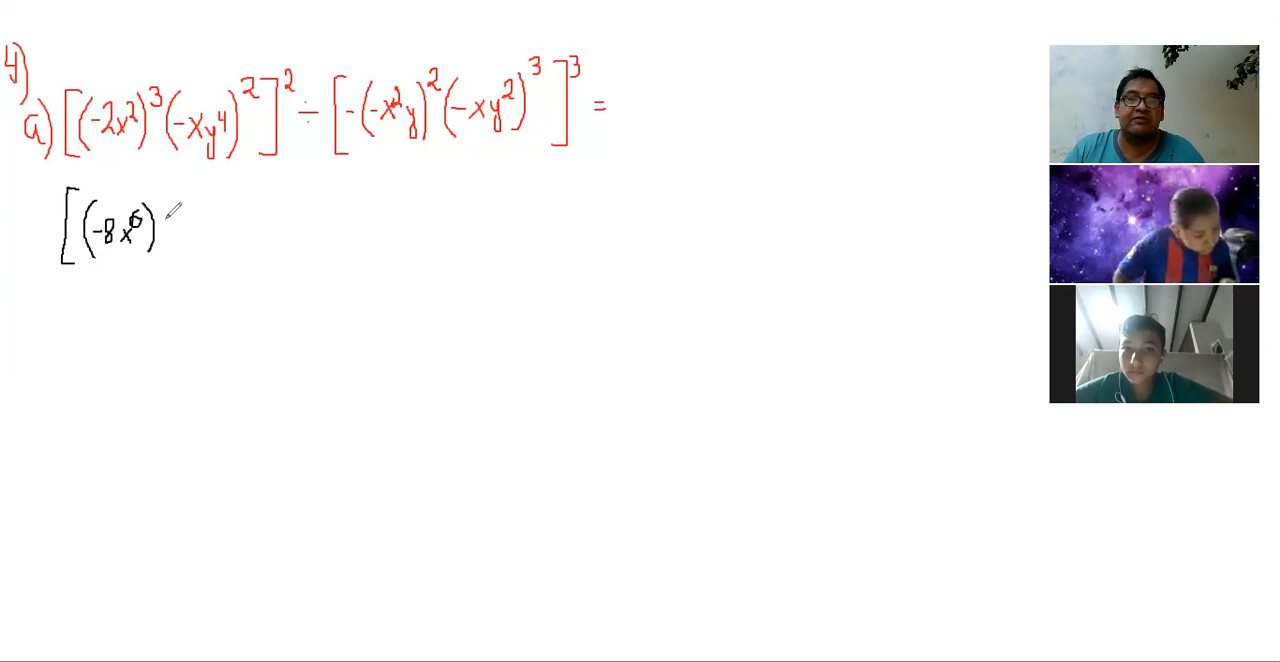 4)
a) [(-2x²)³(-xy⁴)²]² ÷ [-(-x²y)²(-xy²)³]³ =
[(-8x⁶)